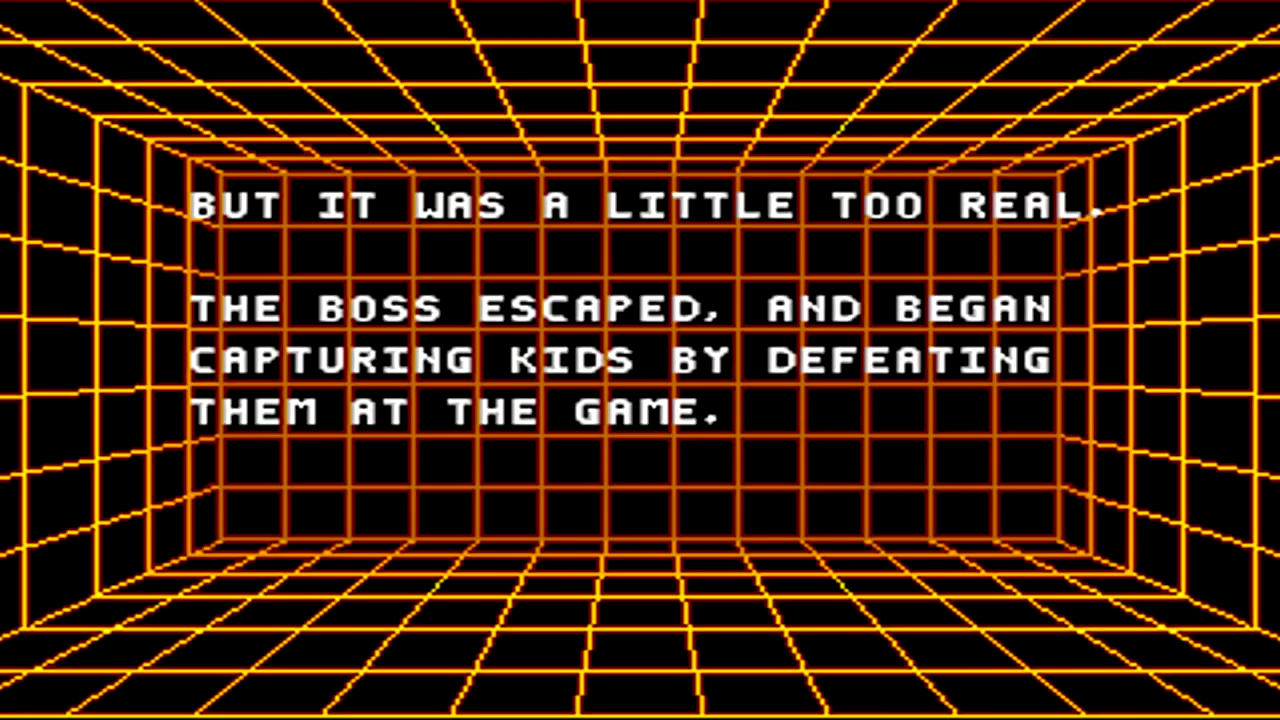 BUT IT WAS A LITTLE TOO REAL.
THE BOSS ESCAPED, AND BEGAN
CAPTURING KIDS BY DEFEATING
THEM AT THE GAME.